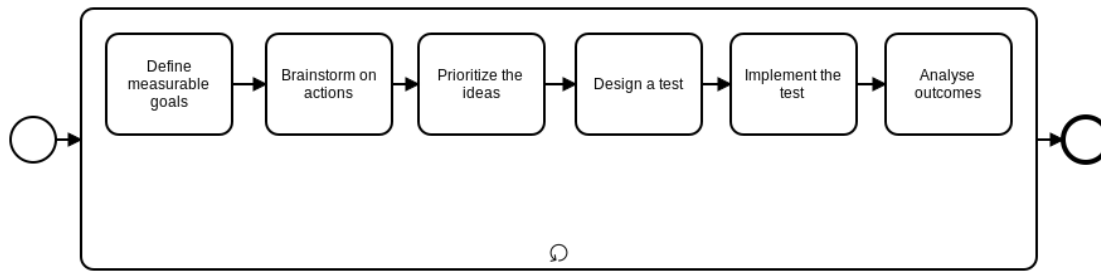 Define
measurable
goals
Brainstorm on
actions
Prioritize the
ideas
Design a test
Implement the
test
Analyse
outcomes